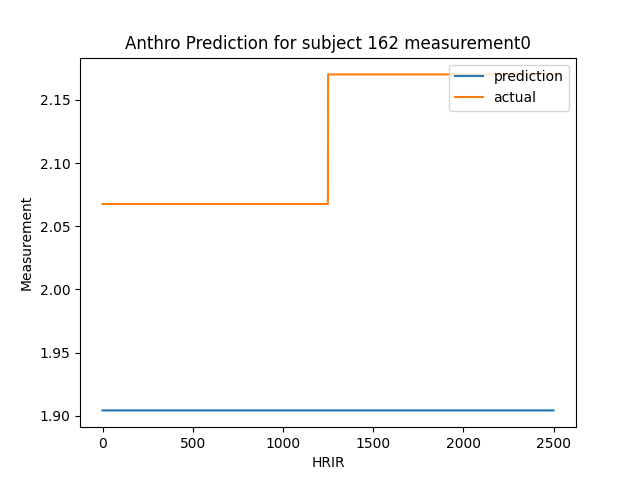 Anthro Prediction for subject 162 measurement0
prediction
actual
2.15
2.10
2.05
2.00
1.95
1.90
Measurement
0 500 1000 1500 2000 2500
HRIR